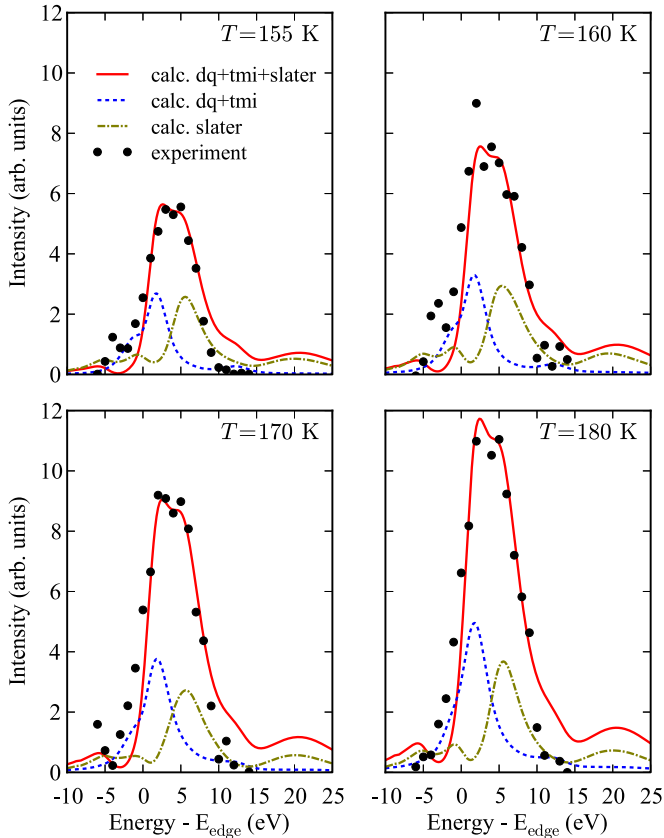 T=155 K
T=160 K
12
10
8
6
4
2
0
Intensity (arb. units)
calc. dq+tmi+slater
calc. dq+tmi
calc. slater
experiment
T=170 K
T=180 K
12
10
8
6
4
2
0
Intensity (arb. units)
-10 -5 0 5 10 15 20 25
-10 -5 0 5 10 15 20 25
Energy - E_edge (eV)
Energy - E_edge (eV)